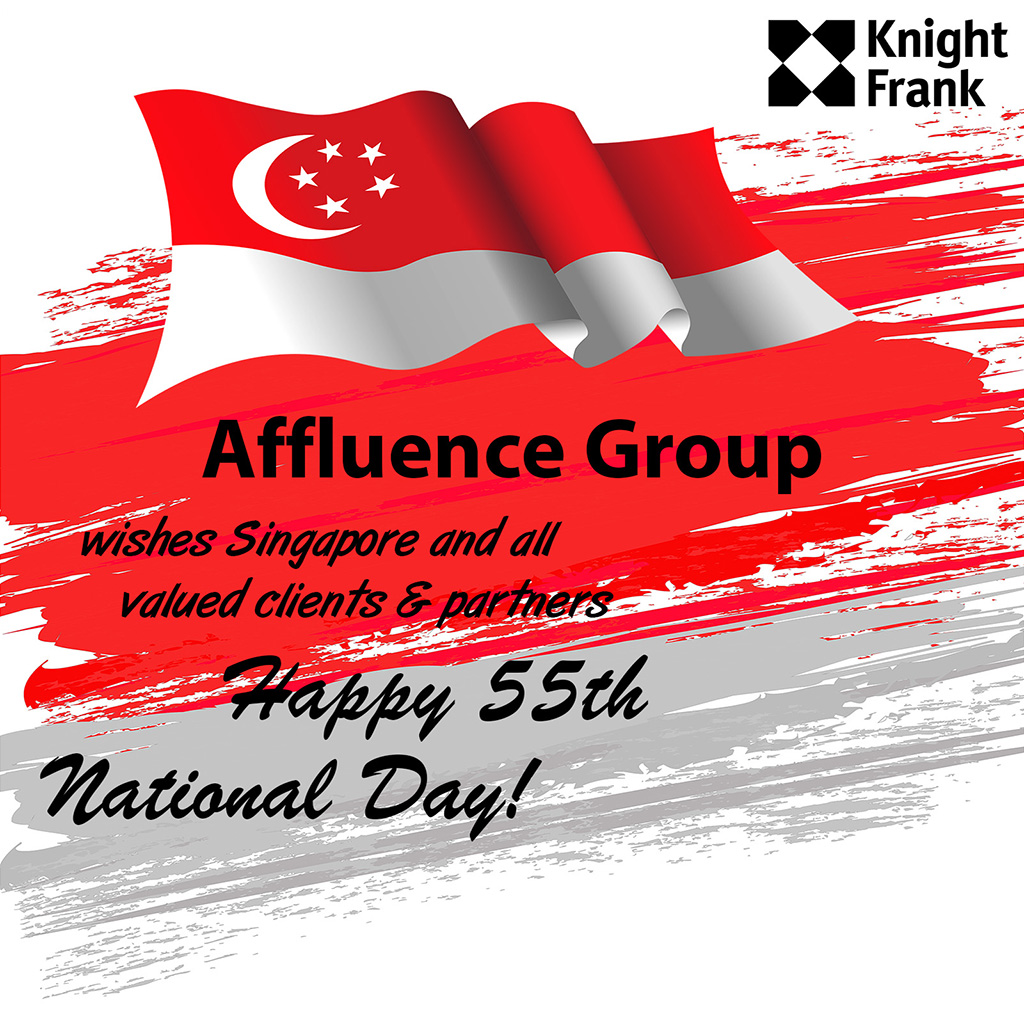 Knight
Frank
Affluence Group
wishes Singapore and all
valued clients & partners
Happy 55th
National Day!